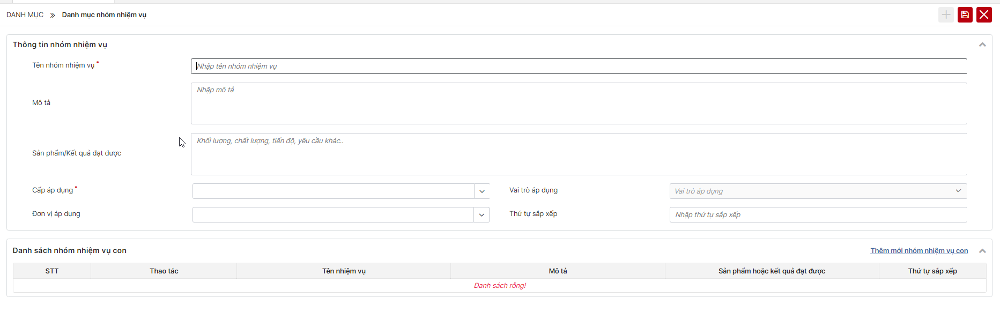 DANH MỤC » Danh mục nhóm nhiệm vụ
Thông tin nhóm nhiệm vụ
Tên nhóm nhiệm vụ *
Nhập tên nhóm nhiệm vụ
Mô tả
Nhập mô tả
Sản phẩm/Kết quả đạt được
Khối lượng, chất lượng, tiến độ, yêu cầu khác..
Cấp áp dụng *
Vai trò áp dụng
Vai trò áp dụng
Đơn vị áp dụng
Thứ tự sắp xếp
Nhập thứ tự sắp xếp
Danh sách nhóm nhiệm vụ con
Thêm mới nhóm nhiệm vụ con
STT Thao tác Tên nhiệm vụ Mô tả Sản phẩm hoặc kết quả đạt được Thứ tự sắp xếp
Danh sách rỗng!